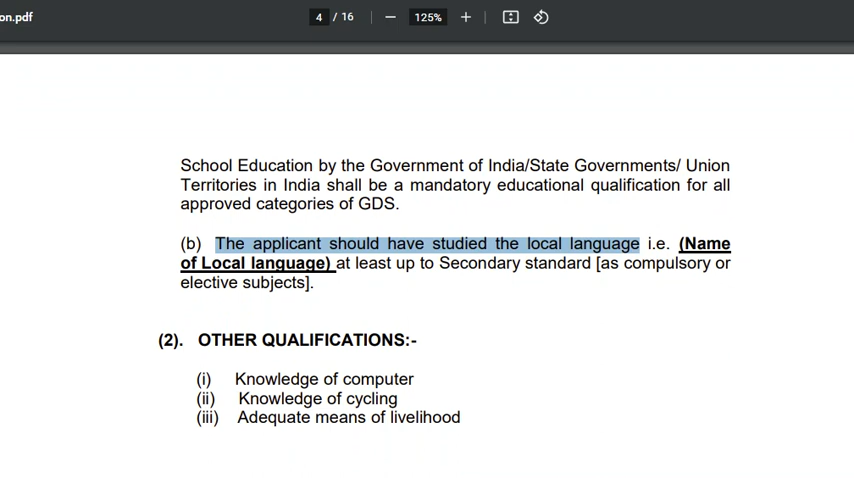 on.pdf
4 / 16
125%
School Education by the Government of India/State Governments/ Union
Territories in India shall be a mandatory educational qualification for all
approved categories of GDS.
(b) The applicant should have studied the local language i.e. (Name
of Local language) at least up to Secondary standard [as compulsory or
elective subjects].
(2). OTHER QUALIFICATIONS:-
(i) Knowledge of computer
(ii) Knowledge of cycling
(iii) Adequate means of livelihood